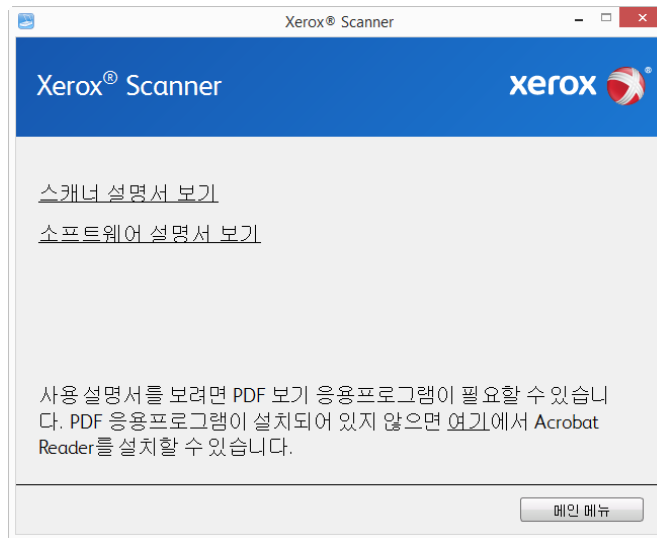 Xerox® Scanner
Xerox® Scanner
xerox®
스캐너 설명서 보기
소프트웨어 설명서 보기
사용 설명서를 보려면 PDF 보기 응용프로그램이 필요할 수 있습니
다. PDF 응용프로그램이 설치되어 있지 않으면 여기에서 Acrobat
Reader를 설치할 수 있습니다.
메인 메뉴